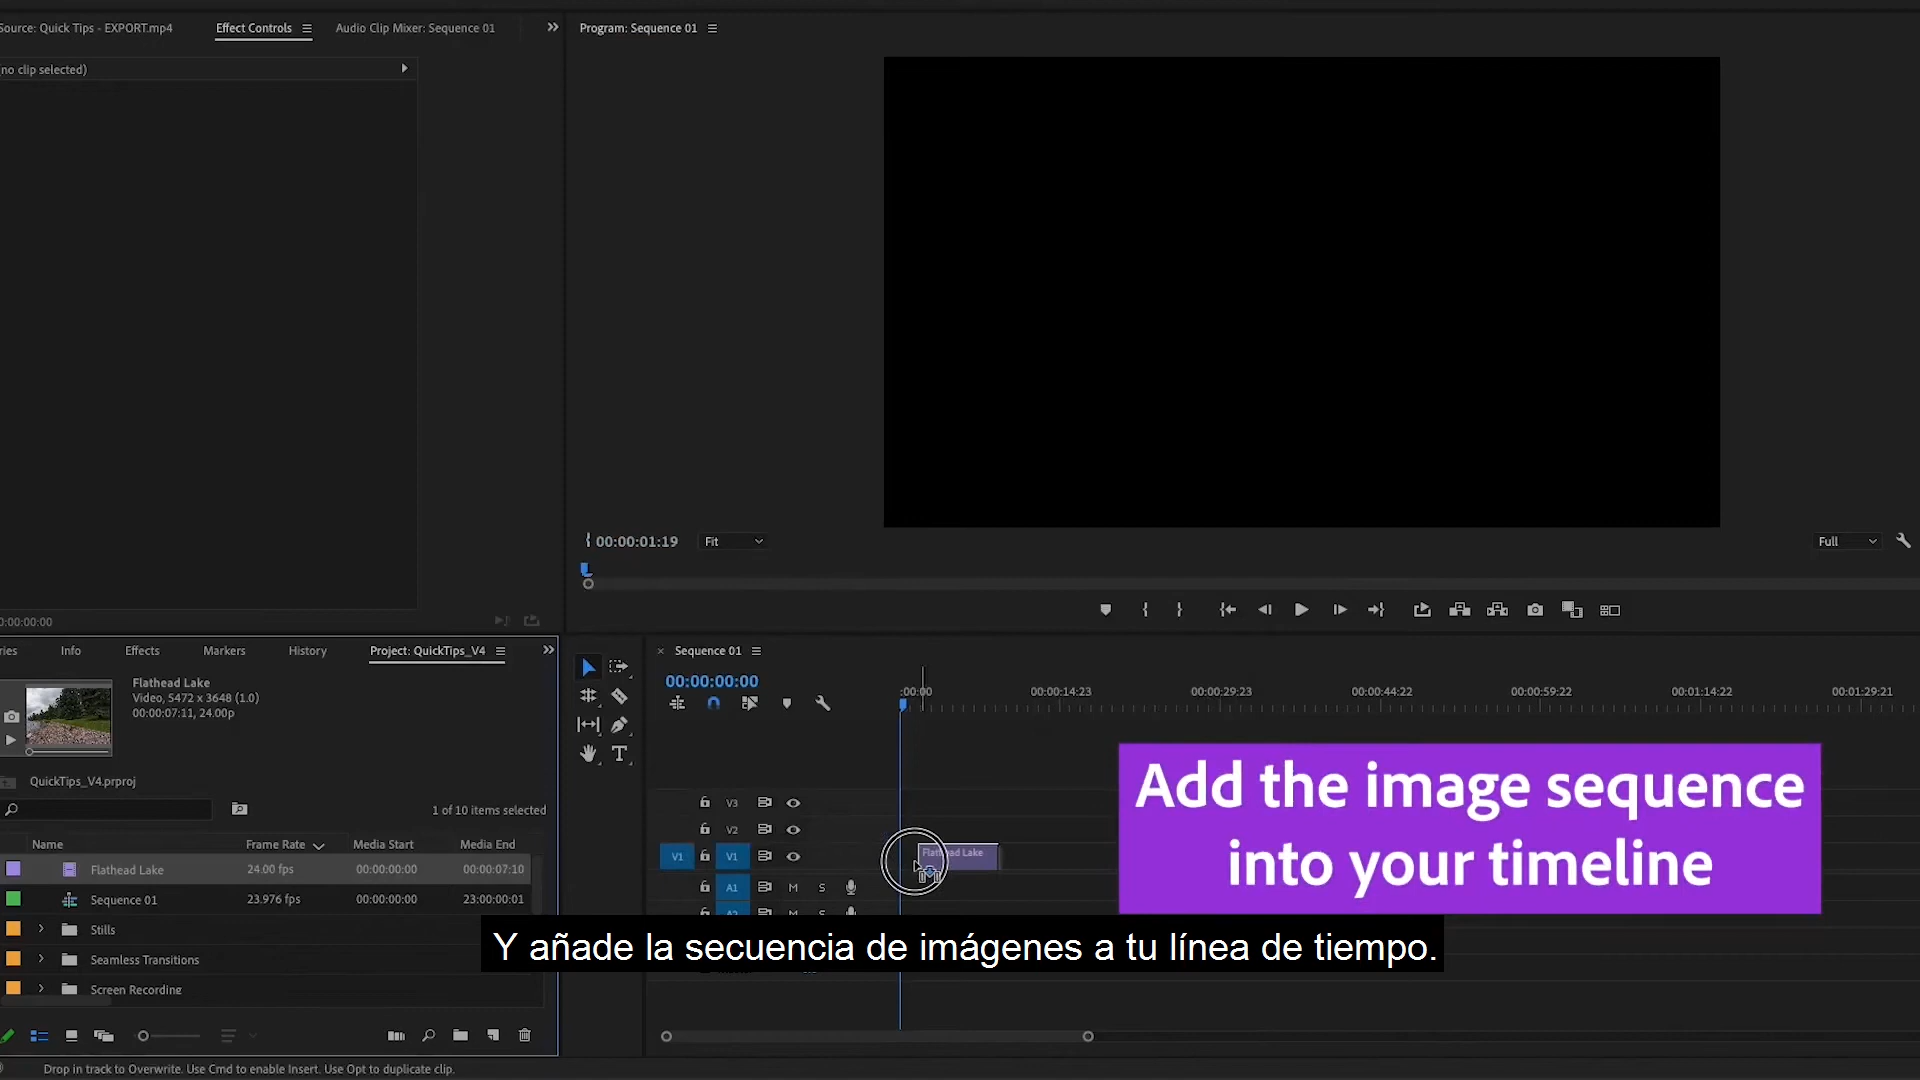 Source: Quick Tips - EXPORT.mp4
Effect Controls
Audio Clip Mixer: Sequence 01
Program: Sequence 01
(no clip selected)
00:00:01:19
Fit
Full
0:00:00:00
Info
Effects
Markers
History
Project: QuickTips_V4
Flathead Lake
Video, 5472 x 3648 (1.0)
00:00:07:11, 24.00p
QuickTips_V4.prproj
1 of 10 items selected
Name
Frame Rate
Media Start
Media End
Flathead Lake
24.00 fps
00:00:00:00
00:00:07:10
Sequence 01
23.976 fps
00:00:00:00
23:00:00:01
Stills
Seamless Transitions
Screen Recording
Sequence 01
00:00:00:00
:00:00
00:00:14:23
00:00:29:23
00:00:44:22
00:00:59:22
00:01:14:22
00:01:29:21
V3
V2
V1
V1
Flathead Lake
A1
M
S
A2
M
S
Add the image sequence
into your timeline
Y añade la secuencia de imágenes a tu línea de tiempo.
Drop in track to Overwrite. Use Cmd to enable Insert. Use Opt to duplicate clip.